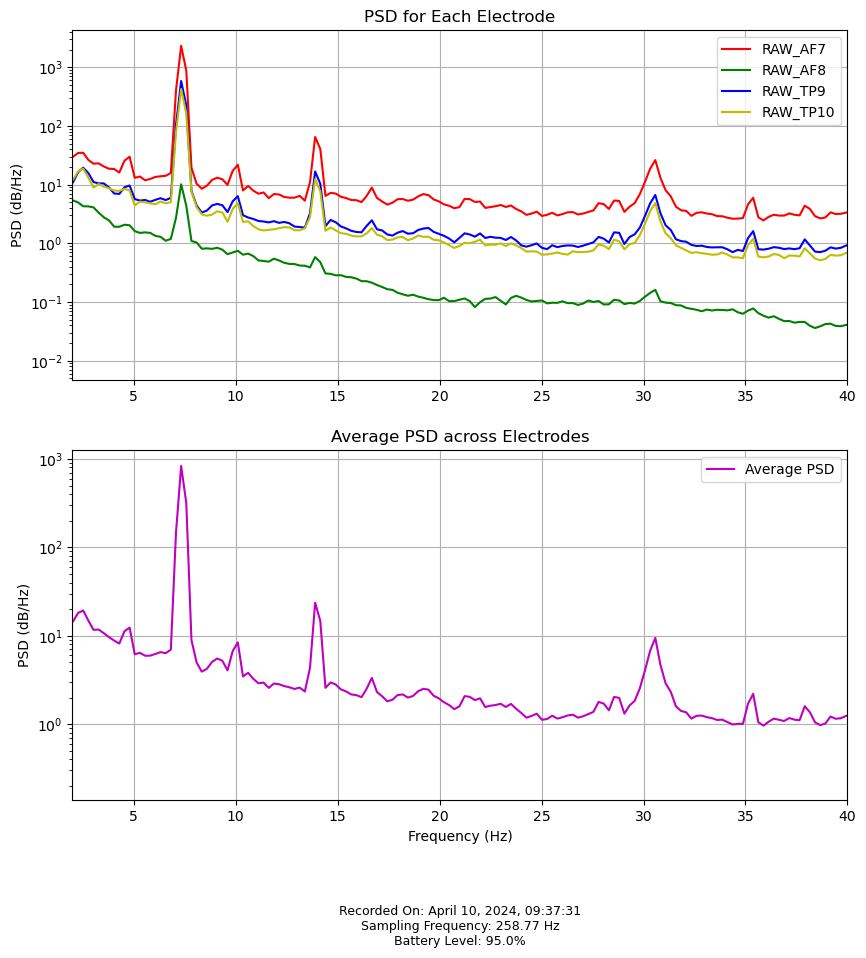 PSD for Each Electrode
PSD (dB/Hz)
10³
10²
10¹
10⁰
10⁻¹
10⁻²
RAW_AF7
RAW_AF8
RAW_TP9
RAW_TP10
5 10 15 20 25 30 35 40
Average PSD across Electrodes
PSD (dB/Hz)
10³
10²
10¹
10⁰
Average PSD
5 10 15 20 25 30 35 40
Frequency (Hz)
Recorded On: April 10, 2024, 09:37:31
Sampling Frequency: 258.77 Hz
Battery Level: 95.0%